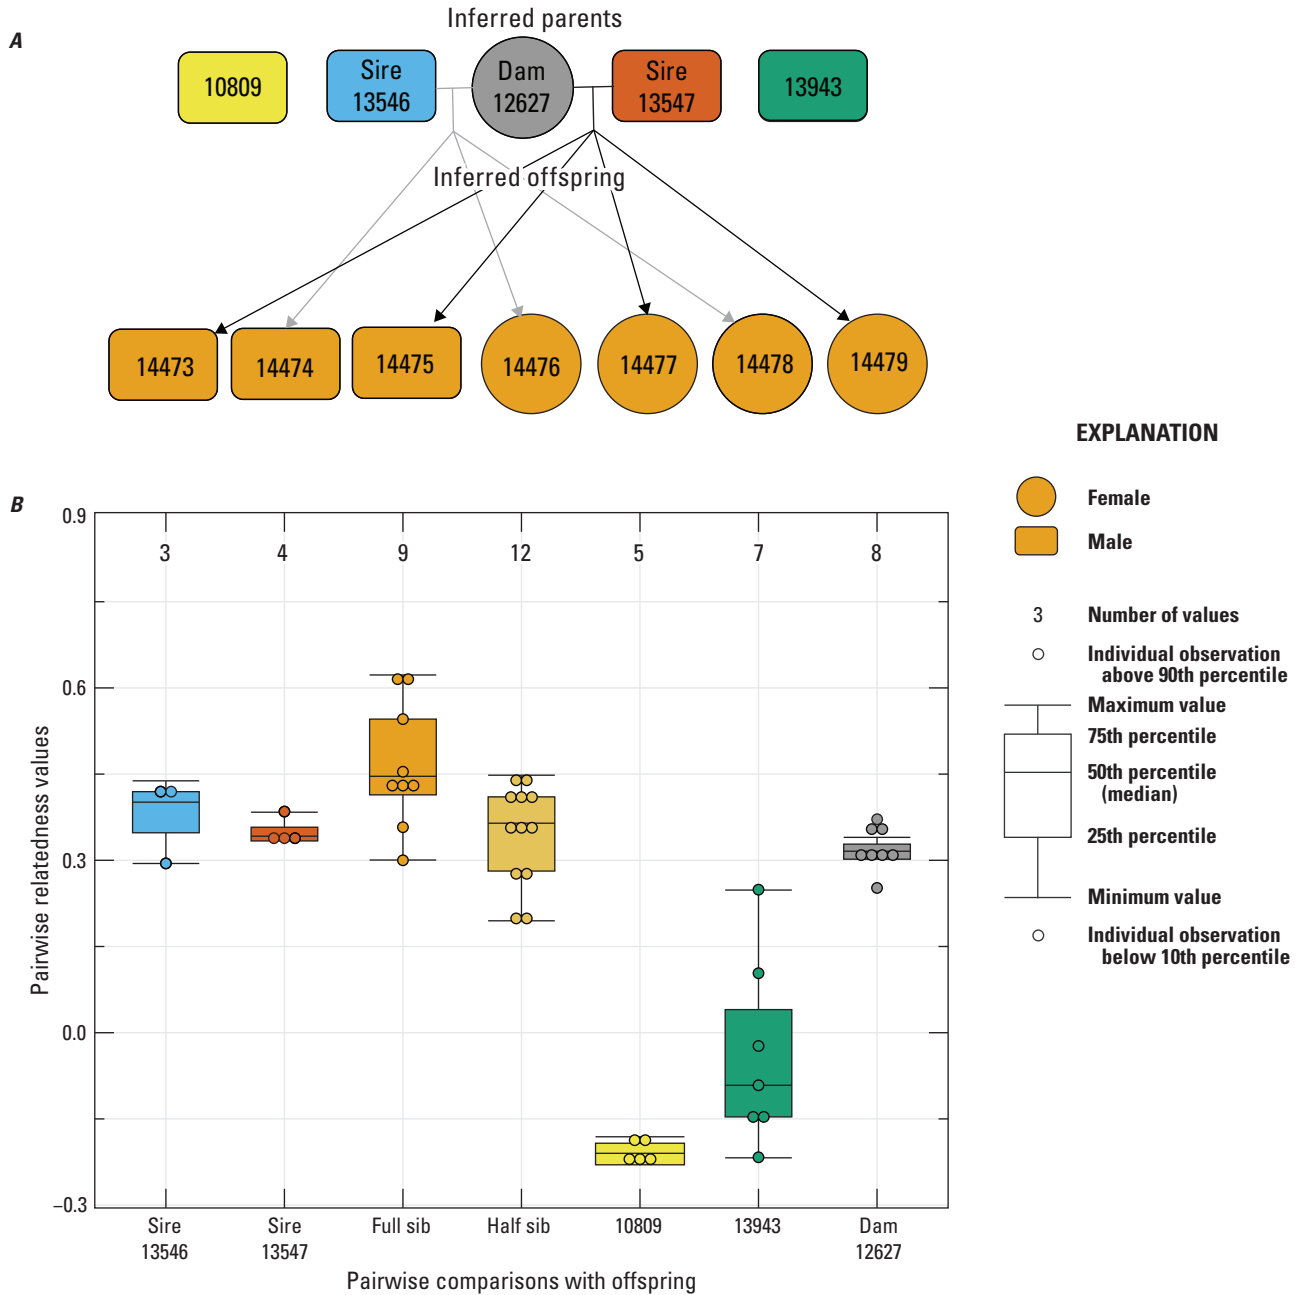 A
Inferred parents
10809
Sire
13546
Dam
12627
Sire
13547
13943
Inferred offspring
14473
14474
14475
14476
14477
14478
14479
EXPLANATION
Female
Male
3
Number of values
Individual observation
above 90th percentile
Maximum value
75th percentile
50th percentile
(median)
25th percentile
Minimum value
Individual observation
below 10th percentile
B
Pairwise relatedness values
0.9
0.6
0.3
0.0
−0.3
3
4
9
12
5
7
8
Sire
13546
Sire
13547
Full sib
Half sib
10809
13943
Dam
12627
Pairwise comparisons with offspring